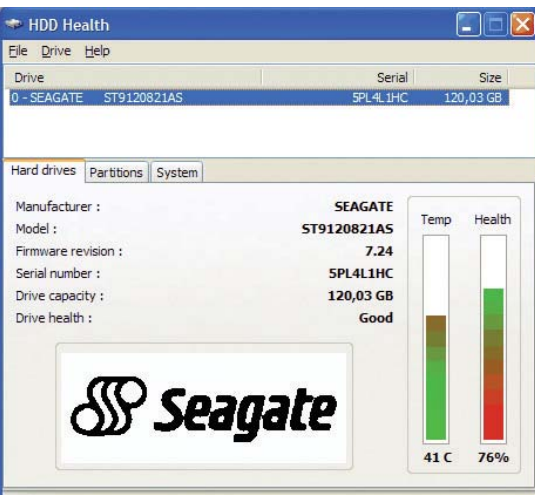 HDD Health
File Drive Help
Drive Serial Size
0 - SEAGATE ST9120821AS 5PL4L1HC 120,03 GB
Hard drives Partitions System
Manufacturer : SEAGATE
Model : ST9120821AS
Firmware revision : 7.24
Serial number : 5PL4L1HC
Drive capacity : 120,03 GB
Drive health : Good
Temp Health
Seagate
41 C 76%